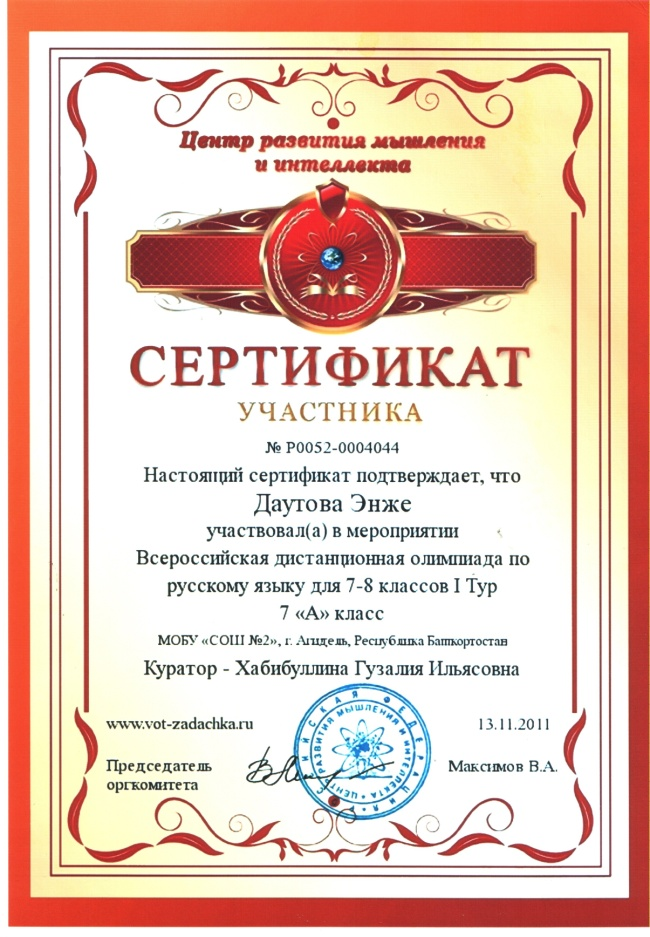 Центр развития мышления
и интеллекта
СЕРТИФИКАТ
УЧАСТНИКА
№ P0052-0004044
Настоящий сертификат подтверждает, что
Даутова Энже
участвовал(а) в мероприятии
Всероссийская дистанционная олимпиада по
русскому языку для 7-8 классов I Тур
7 «А» класс
МОБУ «СОШ №2», г. Агидель, Республика Башкортостан
Куратор - Хабибуллина Гузалия Ильясовна
www.vot-zadachka.ru
13.11.2011
Председатель
оргкомитета
Максимов В.А.
РОССИЙСКАЯ ФЕДЕРАЦИЯ
ЦЕНТР РАЗВИТИЯ МЫШЛЕНИЯ И ИНТЕЛЛЕКТА